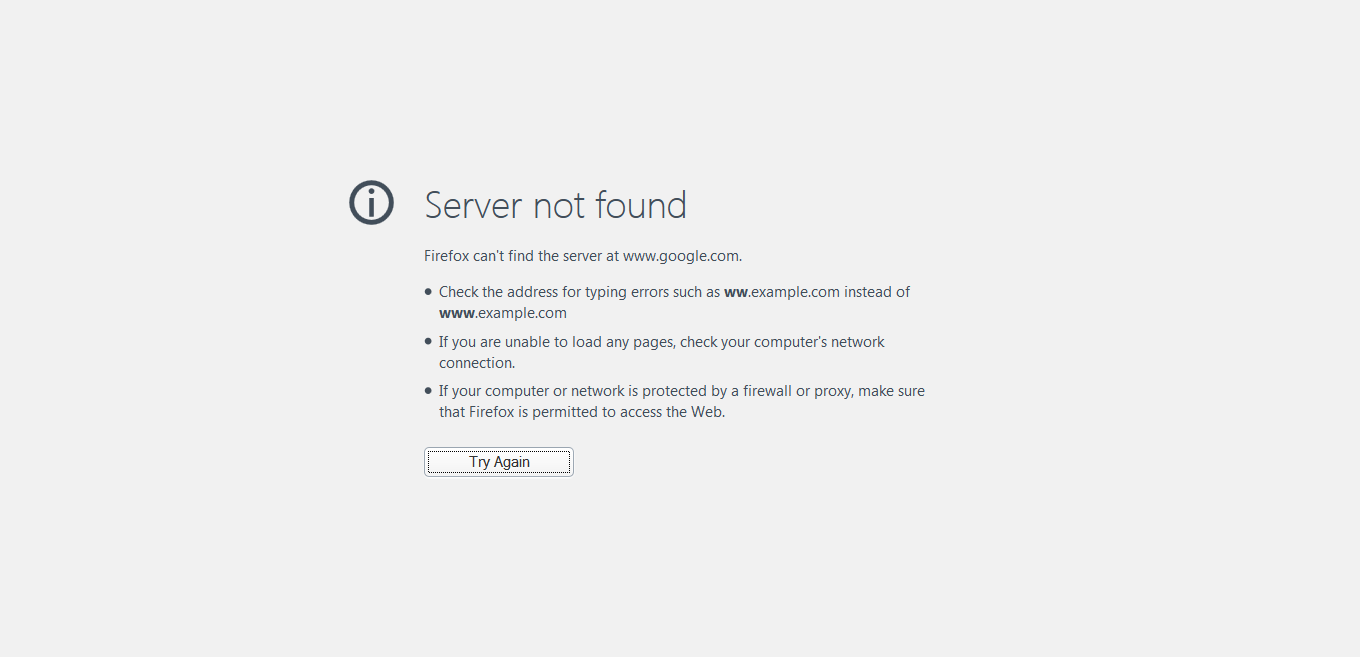 Server not found
Firefox can't find the server at www.google.com.
Check the address for typing errors such as ww.example.com instead of
www.example.com
If you are unable to load any pages, check your computer's network
connection.
If your computer or network is protected by a firewall or proxy, make sure
that Firefox is permitted to access the Web.
Try Again